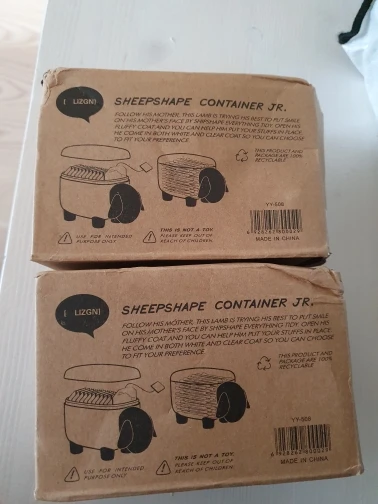 LIZGN!
SHEEPSHAPE CONTAINER JR.
FOLLOW HIS MOTHER, THIS LAMB IS TRYING HIS BEST TO PUT SMILE
ON HIS MOTHER'S FACE BY SHIPSHAPE EVERYTHING TIDY. OPEN HIS
FLUFFY COAT AND YOU CAN HELP HIM PUT YOUR STUFFS IN PLACE.
HE COME IN BOTH WHITE AND CLEAR COAT SO YOU CAN CHOOSE
TO FIT YOUR PREFERENCE.
THIS PRODUCT AND
PACKAGE ARE 100%
RECYCLABLE
USE FOR INTENDED
PURPOSE ONLY
THIS IS NOT A TOY.
PLEASE KEEP OUT OF
REACH OF CHILDREN.
MADE IN CHINA
LIZGN!
SHEEPSHAPE CONTAINER JR.
FOLLOW HIS MOTHER, THIS LAMB IS TRYING HIS BEST TO PUT SMILE
ON HIS MOTHER'S FACE BY SHIPSHAPE EVERYTHING TIDY. OPEN HIS
FLUFFY COAT AND YOU CAN HELP HIM PUT YOUR STUFFS IN PLACE.
HE COME IN BOTH WHITE AND CLEAR COAT SO YOU CAN CHOOSE
TO FIT YOUR PREFERENCE.
THIS PRODUCT AND
PACKAGE ARE 100%
RECYCLABLE
USE FOR INTENDED
PURPOSE ONLY
THIS IS NOT A TOY.
PLEASE KEEP OUT OF
REACH OF CHILDREN.
MADE IN CHINA